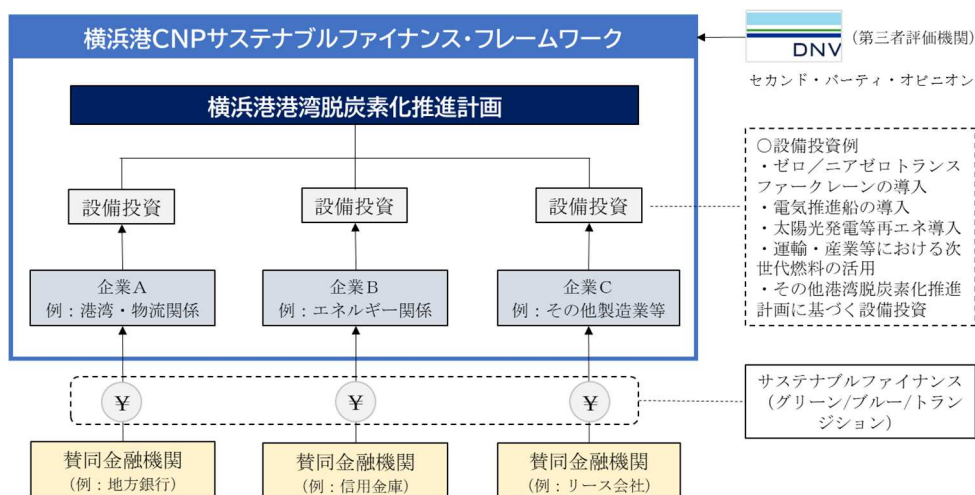 横浜港CNPサステナブルファイナンス・フレームワーク
DNV
(第三者評価機関)
セカンド・パーティ・オピニオン
横浜港港湾脱炭素化推進計画
設備投資
設備投資
設備投資
○設備投資例
・ゼロ／ニアゼロトランス
ファークレーンの導入
・電気推進船の導入
・太陽光発電等再エネ導入
・運輸・産業等における次
世代燃料の活用
・その他港湾脱炭素化推進
計画に基づく設備投資
企業A
例：港湾・物流関係
企業B
例：エネルギー関係
企業C
例：その他製造業等
¥
¥
¥
サステナブルファイナンス
（グリーン/ブルー/トラン
ジション）
賛同金融機関
(例：地方銀行)
賛同金融機関
(例：信用金庫)
賛同金融機関
(例：リース会社)